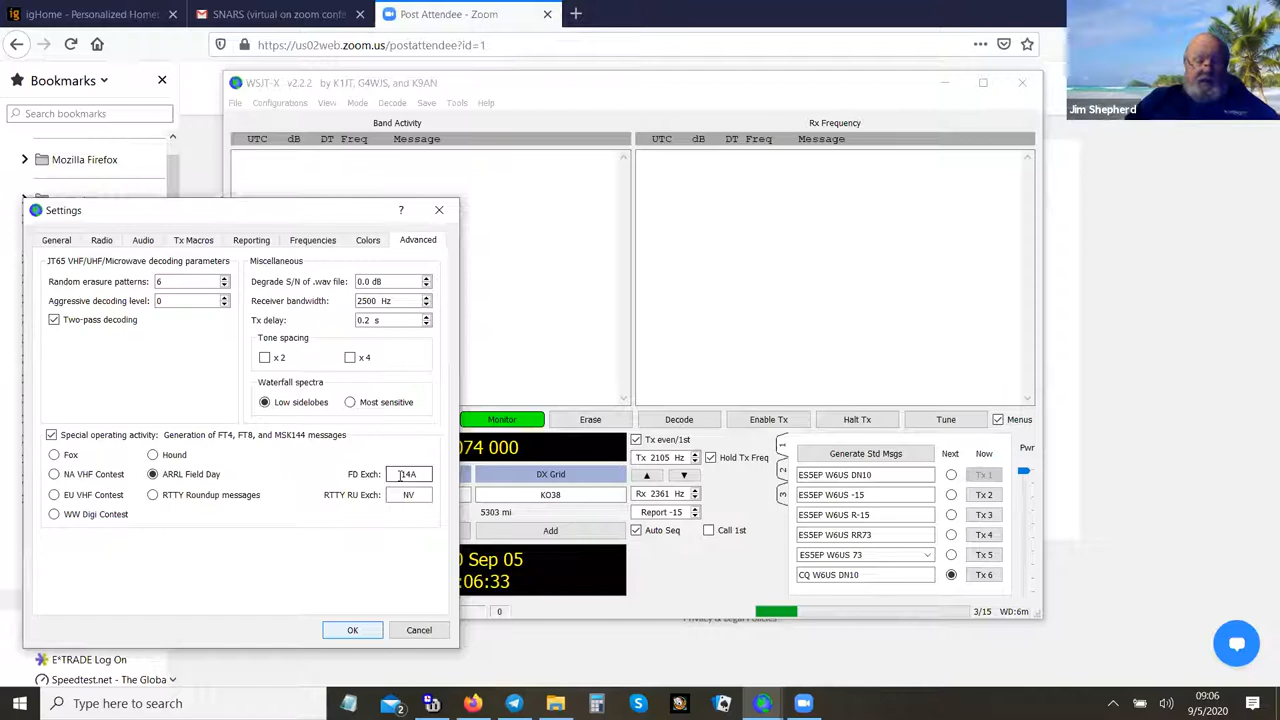 igHome - Personalized Home
SNARS (virtual on zoom confe
Post Attendee - Zoom
https://us02web.zoom.us/postattendee?id=1
Bookmarks
Search bookmarks
Mozilla Firefox
WSJT-X v2.2.2 by K1JT, G4WJS, and K9AN
File Configurations View Mode Decode Save Tools Help
Band Activity Rx Frequency
UTC dB DT Freq Message
UTC dB DT Freq Message
Jim Shepherd
Settings
?
General Radio Audio Tx Macros Reporting Frequencies Colors Advanced
JT65 VHF/UHF/Microwave decoding parameters
Random erasure patterns: 6
Aggressive decoding level: 0
Two-pass decoding
Miscellaneous
Degrade S/N of .wav file: 0.0 dB
Receiver bandwidth: 2500 Hz
Tx delay: 0.2 s
Tone spacing
x 2 x 4
Waterfall spectra
Low sidelobes Most sensitive
Special operating activity: Generation of FT4, FT8, and MSK144 messages
Fox Hound
NA VHF Contest ARRL Field Day FD Exch: 14A
EU VHF Contest RTTY Roundup messages RTTY RU Exch: NV
WW Digi Contest
OK Cancel
Monitor Erase Decode Enable Tx Halt Tx Tune Menus
074 000
DX Grid
KO38
5303 mi
Add
Sep 05
:06:33
0
Tx even/1st
Tx 2105 Hz Hold Tx Freq
Rx 2361 Hz
Report -15
Auto Seq Call 1st
1
2
3
Generate Std Msgs Next Now Pwr
ES5EP W6US DN10 Tx 1
ES5EP W6US -15 Tx 2
ES5EP W6US R-15 Tx 3
ES5EP W6US RR73 Tx 4
ES5EP W6US 73 Tx 5
CQ W6US DN10 Tx 6
3/15 WD:6m
Privacy & Legal Policies
E*TRADE Log On
Speedtest.net - The Globa
Type here to search
2
09:06
9/5/2020